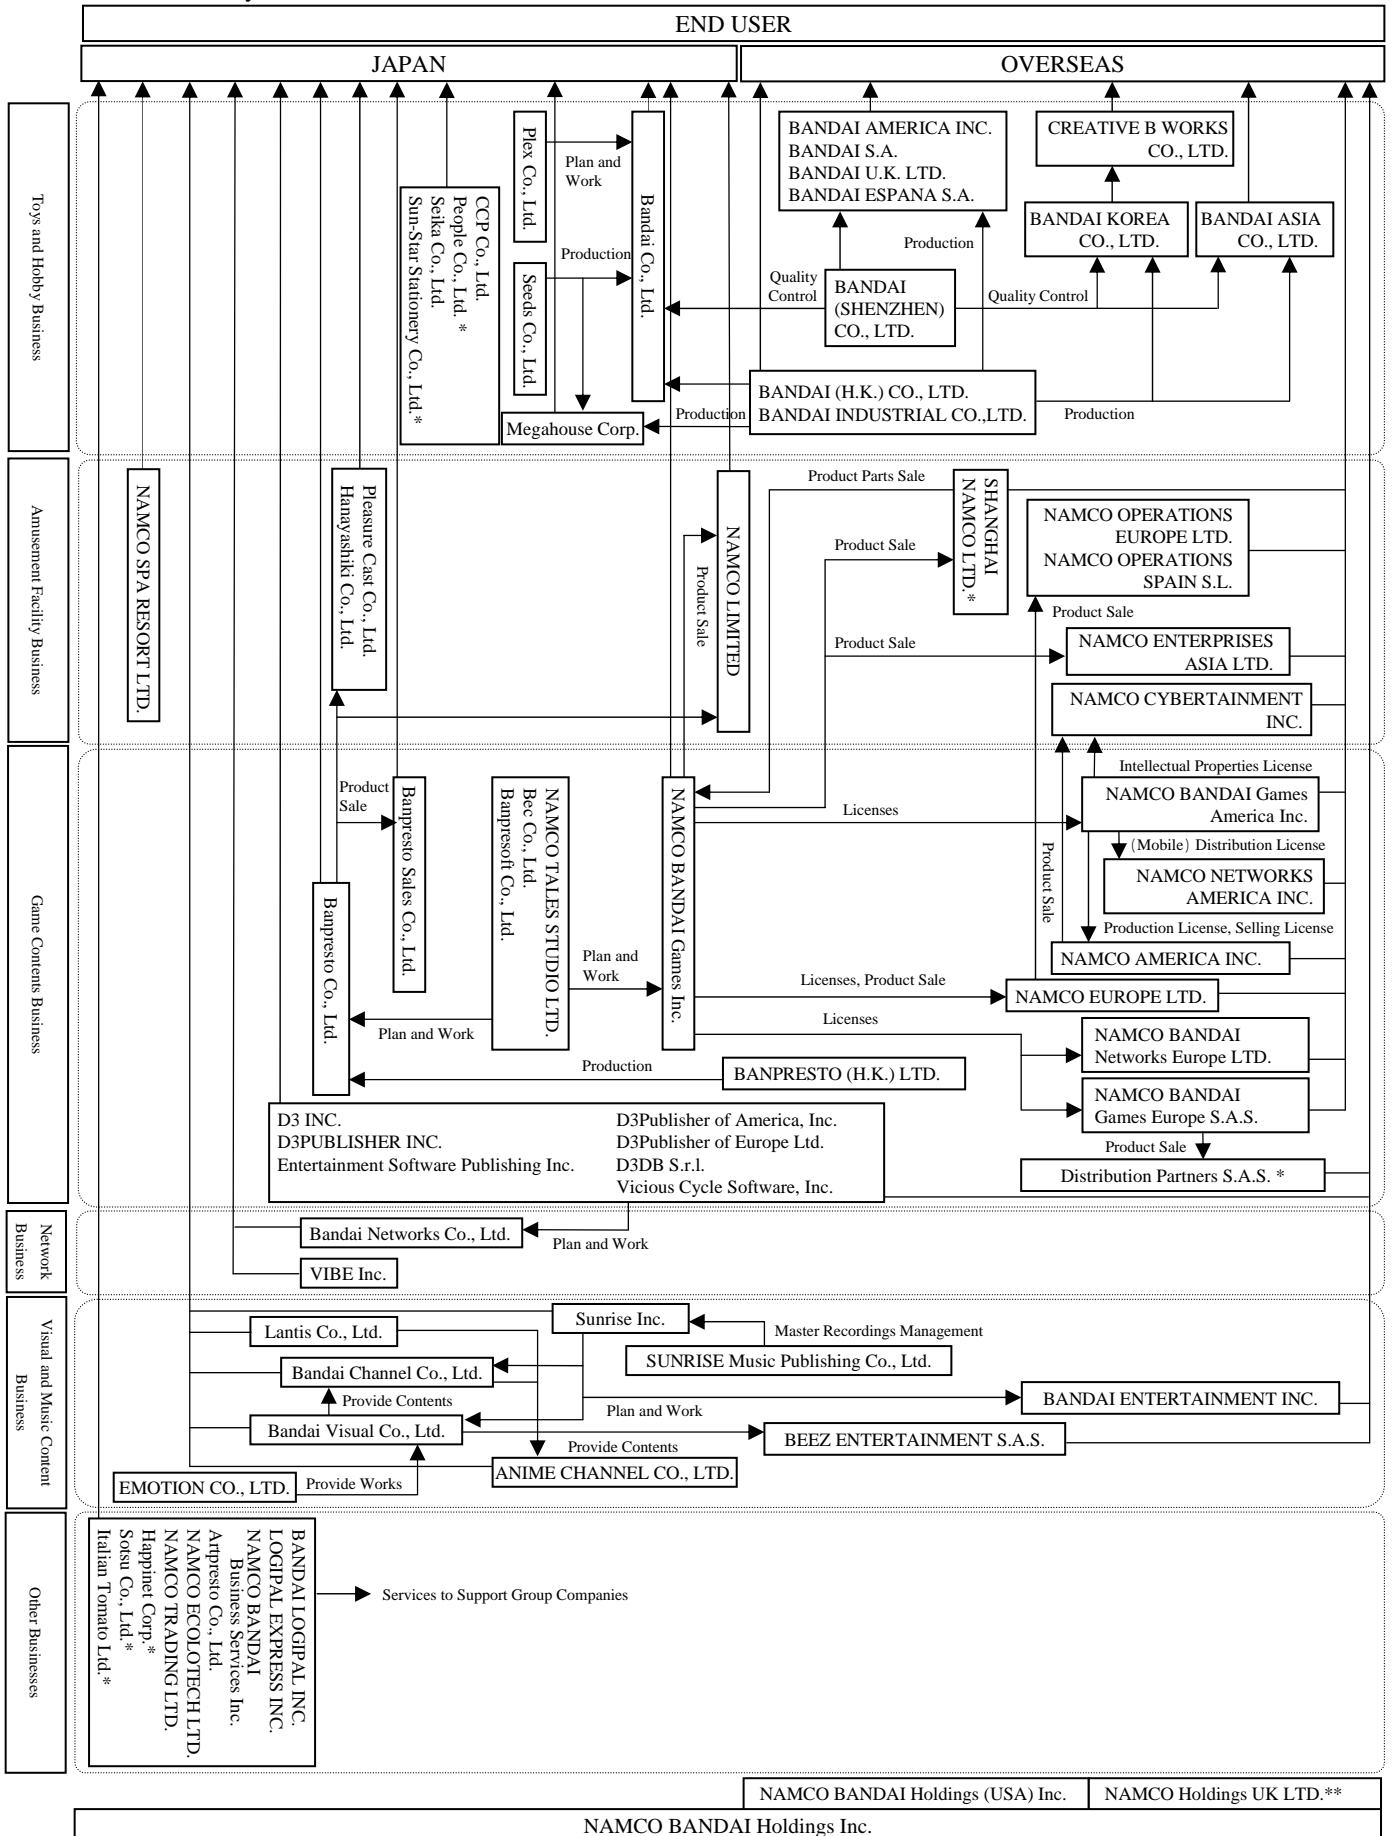 END USER
JAPAN
OVERSEAS
Toys and Hobby Business
Plex Co., Ltd.
Plan and
Work
Bandai Co., Ltd.
CCP Co., Ltd.
People Co., Ltd. *
Seika Co., Ltd.
Sun-Star Stationery Co., Ltd.*
Production
Seeds Co., Ltd.
Megahouse Corp.
BANDAI AMERICA INC.
BANDAI S.A.
BANDAI U.K. LTD.
BANDAI ESPANA S.A.
CREATIVE B WORKS
CO., LTD.
BANDAI KOREA
CO., LTD.
BANDAI ASIA
CO., LTD.
Production
Quality
Control
BANDAI
(SHENZHEN)
CO., LTD.
Quality Control
BANDAI (H.K.) CO., LTD.
BANDAI INDUSTRIAL CO.,LTD.
Production
Production
Amusement Facility Business
NAMCO SPA RESORT LTD.
Pleasure Cast Co., Ltd.
Hanayashiki Co., Ltd.
NAMCO LIMITED
Product Sale
Product Parts Sale
SHANGHAI
NAMCO LTD.*
Product Sale
NAMCO OPERATIONS
EUROPE LTD.
NAMCO OPERATIONS
SPAIN S.L.
Product Sale
Product Sale
NAMCO ENTERPRISES
ASIA LTD.
NAMCO CYBERTAINMENT
INC.
Game Contents Business
Product
Sale
Banpresto Sales Co., Ltd.
Banpresto Co., Ltd.
NAMCO TALES STUDIO LTD.
Bec Co., Ltd.
Banpresoft Co., Ltd.
Plan and
Work
NAMCO BANDAI Games Inc.
Plan and Work
Intellectual Properties License
Licenses
NAMCO BANDAI Games
America Inc.
(Mobile) Distribution License
NAMCO NETWORKS
AMERICA INC.
Product Sale
Production License, Selling License
NAMCO AMERICA INC.
Licenses, Product Sale
NAMCO EUROPE LTD.
Licenses
NAMCO BANDAI
Networks Europe LTD.
Production
BANPRESTO (H.K.) LTD.
NAMCO BANDAI
Games Europe S.A.S.
Product Sale
Distribution Partners S.A.S. *
D3 INC.
D3PUBLISHER INC.
Entertainment Software Publishing Inc.
D3Publisher of America, Inc.
D3Publisher of Europe Ltd.
D3DB S.r.l.
Vicious Cycle Software, Inc.
Network
Business
Bandai Networks Co., Ltd.
Plan and Work
VIBE Inc.
Visual and Music Content
Business
Sunrise Inc.
Lantis Co., Ltd.
Master Recordings Management
SUNRISE Music Publishing Co., Ltd.
Bandai Channel Co., Ltd.
Provide Contents
Plan and Work
BANDAI ENTERTAINMENT INC.
Bandai Visual Co., Ltd.
BEEZ ENTERTAINMENT S.A.S.
Provide Contents
ANIME CHANNEL CO., LTD.
EMOTION CO., LTD.
Provide Works
Other Businesses
BANDAI LOGIPAL INC.
LOGIPAL EXPRESS INC.
NAMCO BANDAI
Business Services Inc.
Artpresto Co., Ltd.
NAMCO ECOLOTECH LTD.
NAMCO TRADING LTD.
Happinet Corp.*
Sotsu Co., Ltd.*
Italian Tomato Ltd.*
Services to Support Group Companies
NAMCO BANDAI Holdings (USA) Inc.
NAMCO Holdings UK LTD.**
NAMCO BANDAI Holdings Inc.